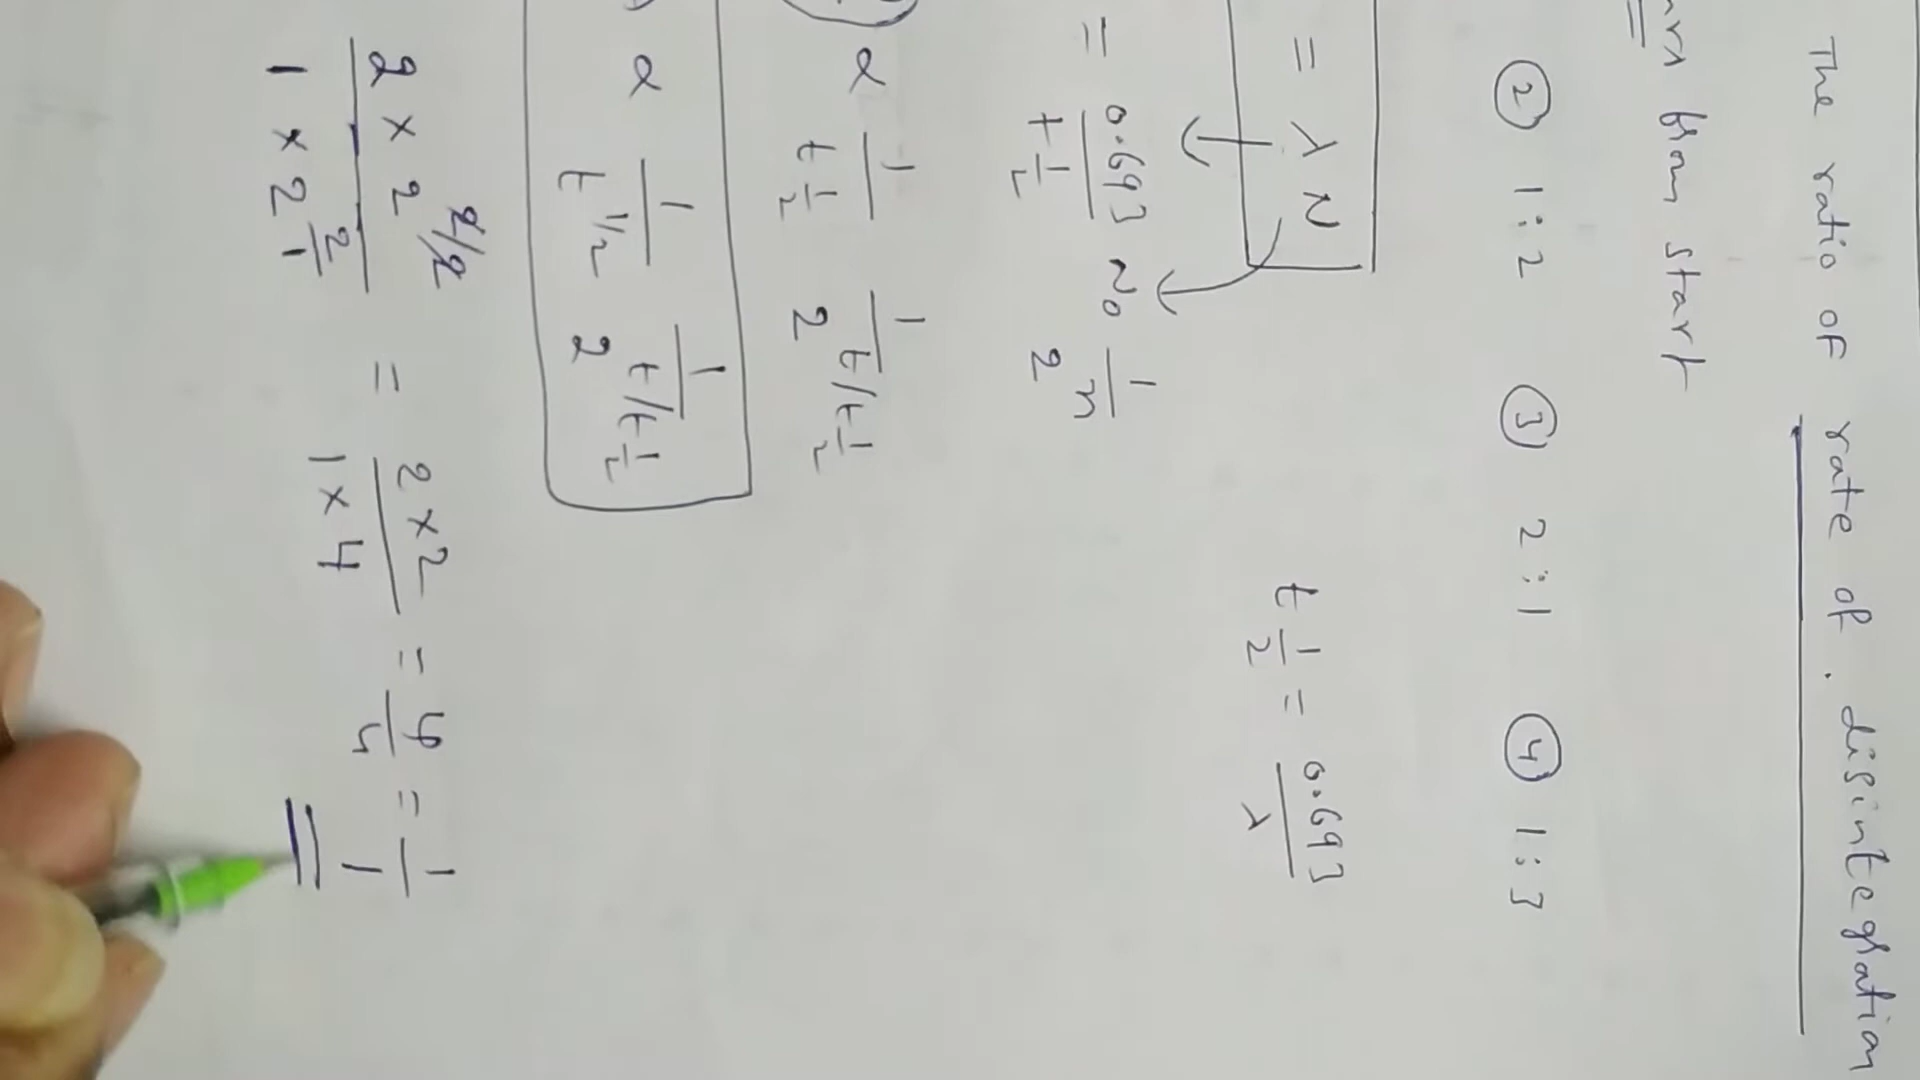 The ratio of rate of. disintegration
from start
② 1:2 ③ 2:1 ④ 1:3
= λ N
t 1/2 = 0.693/λ
= 0.693/t 1/2 N₀ 1/2^n
α 1/t 1/2 1/2^t/t 1/2
α 1/t 1/2 1/2^t/t 1/2
2 × 2^2/2 / 1 × 2^2/1 = 2×2/1×4 = 4/4 = 1/1